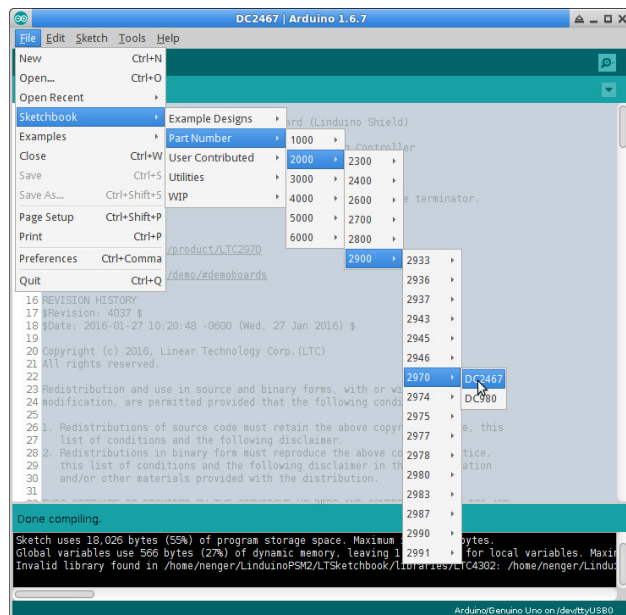 DC2467 | Arduino 1.6.7
File Edit Sketch Tools Help
New Ctrl+N
Open... Ctrl+O
Open Recent
Sketchbook
Examples
Close Ctrl+W
Save Ctrl+S
Save As... Ctrl+Shift+S
Page Setup Ctrl+Shift+P
Print Ctrl+P
Preferences Ctrl+Comma
Quit Ctrl+Q
Example Designs
Part Number
User Contributed
Utilities
WIP
1000
2000
3000
4000
5000
6000
2300
2400
2600
2700
2800
2900
2933
2936
2937
2943
2945
2946
2970
2974
2975
2977
2978
2980
2983
2987
2990
2991
DC2467
DC980
ard (Linduino Shield)
g Controller
e terminator.
/product/LTC2970
/demo/#demoboards
16 REVISION HISTORY
17 $Revision: 4037 $
18 $Date: 2016-01-27 10:20:48 -0600 (Wed, 27 Jan 2016) $
19
20 Copyright (c) 2016, Linear Technology Corp.(LTC)
21 All rights reserved.
22
23 Redistribution and use in source and binary forms, with or wi
24 modification, are permitted provided that the following condi
25
26 1. Redistributions of source code must retain the above copyr e, this
27 list of conditions and the following disclaimer.
28 2. Redistributions in binary form must reproduce the above co tice,
29 this list of conditions and the following disclaimer in th ation
30 and/or other materials provided with the distribution.
31
Done compiling.
Sketch uses 18,026 bytes (55%) of program storage space. Maximum bytes.
Global variables use 566 bytes (27%) of dynamic memory, leaving 1 for local variables. Maxim
Invalid library found in /home/nenger/LinduinoPSM2/LTSketchbook/libraries/LTC4302: /home/nenger/Lindui
Arduino/Genuino Uno on /dev/ttyUSB0